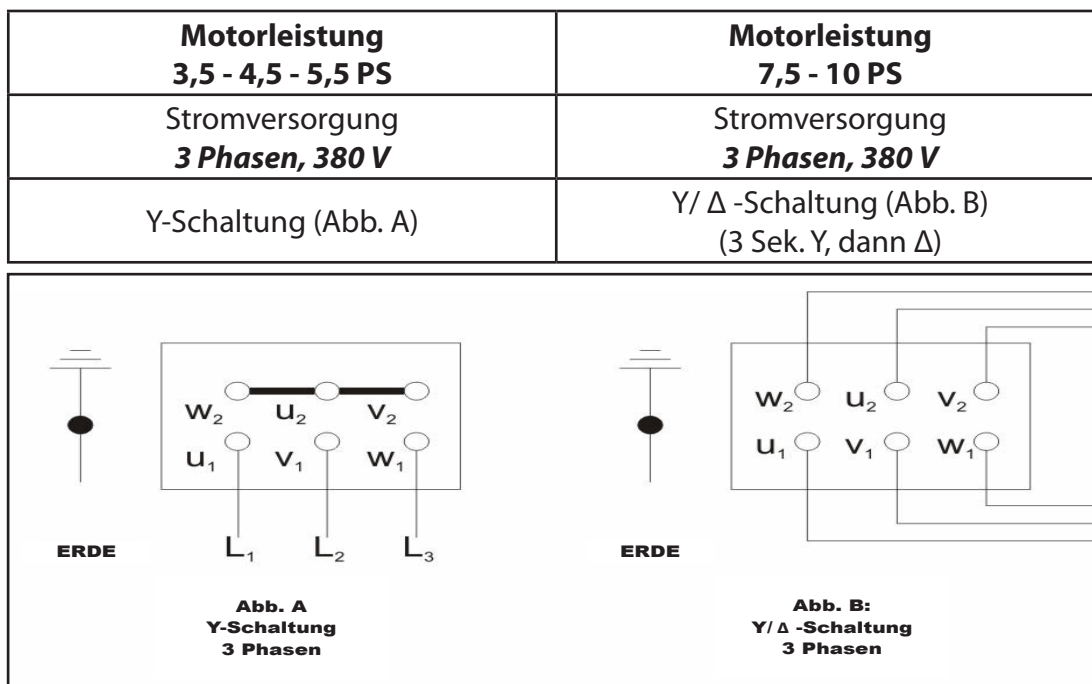 Motorleistung
3,5 - 4,5 - 5,5 PS
Motorleistung
7,5 - 10 PS
Stromversorgung
3 Phasen, 380 V
Stromversorgung
3 Phasen, 380 V
Y-Schaltung (Abb. A)
Y/ Δ -Schaltung (Abb. B)
(3 Sek. Y, dann Δ)
w₂ u₂ v₂
u₁ v₁ w₁
L₁ L₂ L₃
ERDE
Abb. A
Y-Schaltung
3 Phasen
w₂ u₂ v₂
u₁ v₁ w₁
ERDE
Abb. B:
Y/ Δ -Schaltung
3 Phasen